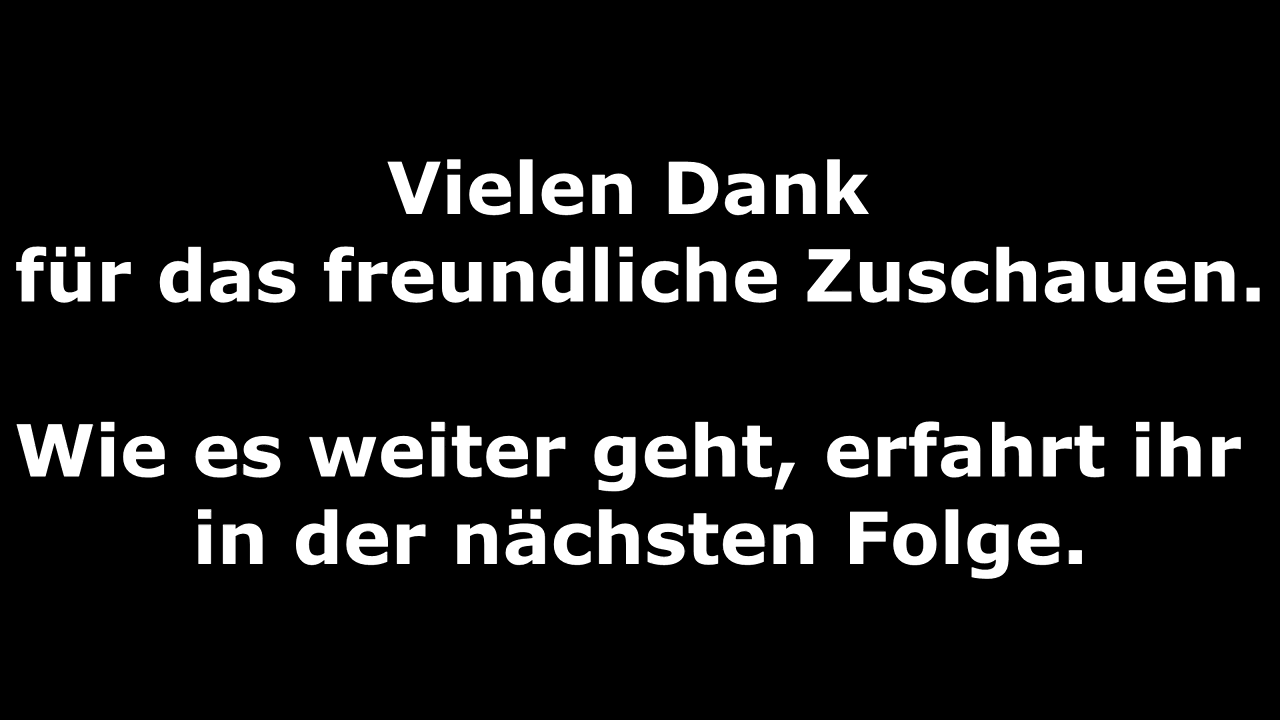 Vielen Dank
für das freundliche Zuschauen.
Wie es weiter geht, erfahrt ihr
in der nächsten Folge.